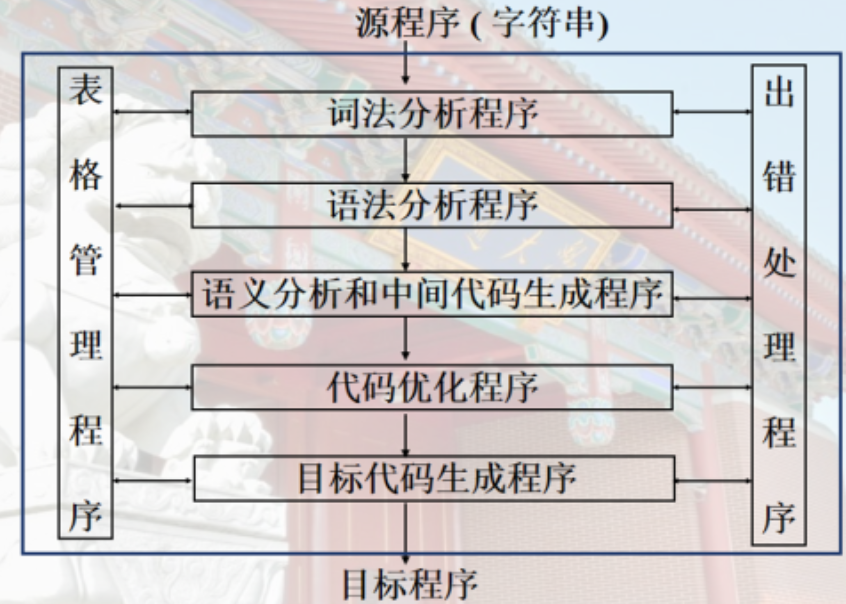 源程序 ( 字符串)
表格管理程序
词法分析程序
语法分析程序
语义分析和中间代码生成程序
代码优化程序
目标代码生成程序
出错处理程序
目标程序